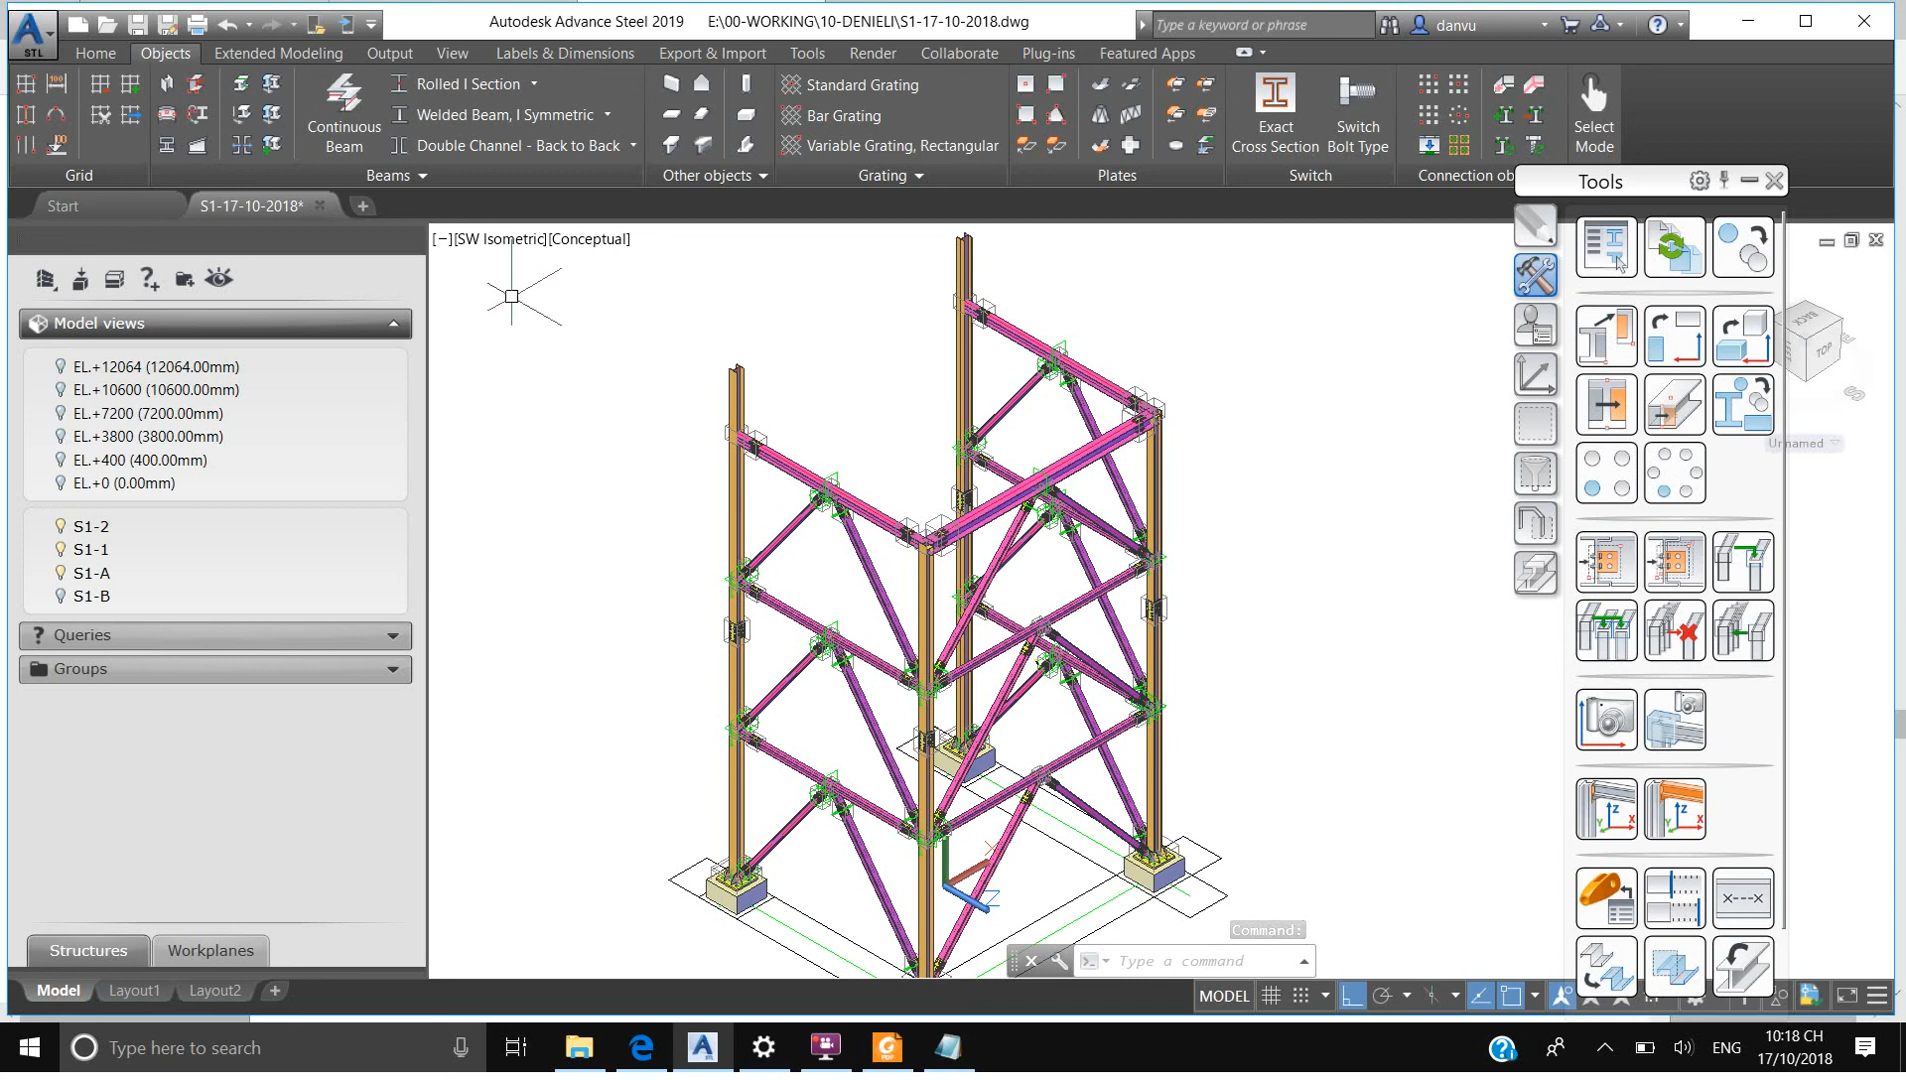 Autodesk Advance Steel 2019 E:\00-WORKING\10-DENIELI\S1-17-10-2018.dwg
Type a keyword or phrase
danvu
STL
Home Objects Extended Modeling Output View Labels & Dimensions Export & Import Tools Render Collaborate Plug-ins Featured Apps
Continuous Beam
Rolled I Section
Welded Beam, I Symmetric
Double Channel - Back to Back
Standard Grating
Bar Grating
Variable Grating, Rectangular
Exact Cross Section
Switch Bolt Type
Select Mode
Grid Beams Other objects Grating Plates Switch Connection ob
Tools
Start S1-17-10-2018*
[−][SW Isometric][Conceptual]
Model views
EL.+12064 (12064.00mm)
EL.+10600 (10600.00mm)
EL.+7200 (7200.00mm)
EL.+3800 (3800.00mm)
EL.+400 (400.00mm)
EL.+0 (0.00mm)
S1-2
S1-1
S1-A
S1-B
Queries
Groups
BACK
TOP
S
Unnamed
Z
Command:
Type a command
Structures Workplanes
Model Layout1 Layout2
MODEL
Type here to search
ENG
10:18 CH
17/10/2018